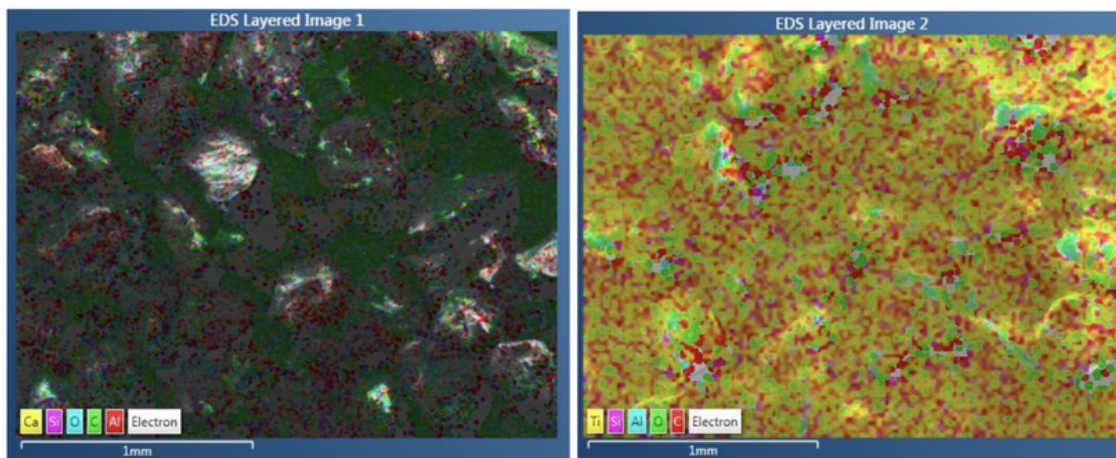 EDS Layered Image 1
Ca Si O C Al Electron
1mm
EDS Layered Image 2
Ti Si Al O C Electron
1mm